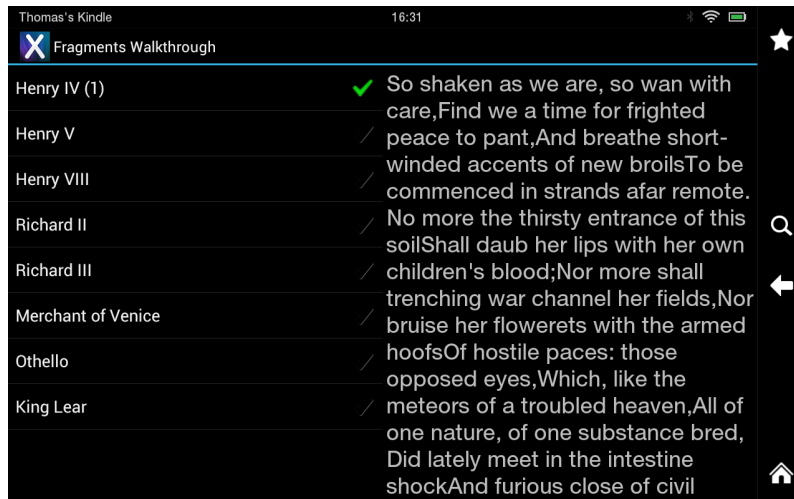 Thomas's Kindle
16:31
X Fragments Walkthrough
Henry IV (1)
Henry V
Henry VIII
Richard II
Richard III
Merchant of Venice
Othello
King Lear
So shaken as we are, so wan with
care,Find we a time for frighted
peace to pant,And breathe short-
winded accents of new broilsTo be
commenced in strands afar remote.
No more the thirsty entrance of this
soilShall daub her lips with her own
children's blood;Nor more shall
trenching war channel her fields,Nor
bruise her flowerets with the armed
hoofsOf hostile paces: those
opposed eyes,Which, like the
meteors of a troubled heaven,All of
one nature, of one substance bred,
Did lately meet in the intestine
shockAnd furious close of civil